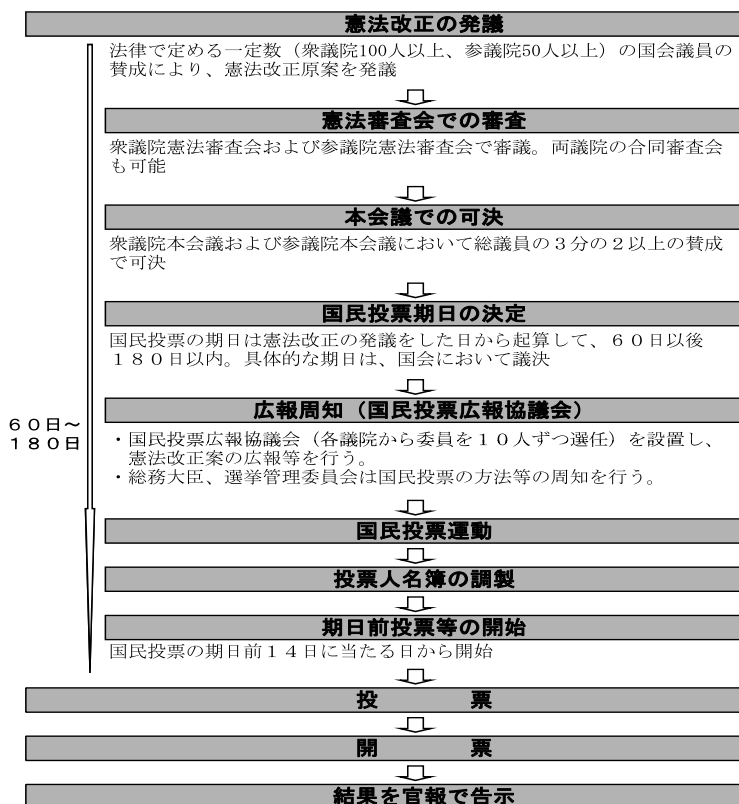 憲法改正の発議
法律で定める一定数（衆議院100人以上、参議院50人以上）の国会議員の
賛成により、憲法改正原案を発議
憲法審査会での審査
衆議院憲法審査会および参議院憲法審査会で審議。両議院の合同審査会
も可能
本会議での可決
衆議院本会議および参議院本会議において総議員の３分の２以上の賛成
で可決
国民投票期日の決定
国民投票の期日は憲法改正の発議をした日から起算して、６０日以後
１８０日以内。具体的な期日は、国会において議決
広報周知（国民投票広報協議会）
６０日～
１８０日
・国民投票広報協議会（各議院から委員を１０人ずつ選任）を設置し、
憲法改正案の広報等を行う。
・総務大臣、選挙管理委員会は国民投票の方法等の周知を行う。
国民投票運動
投票人名簿の調製
期日前投票等の開始
国民投票の期日前１４日に当たる日から開始
投　　　票
開　　　票
結果を官報で告示